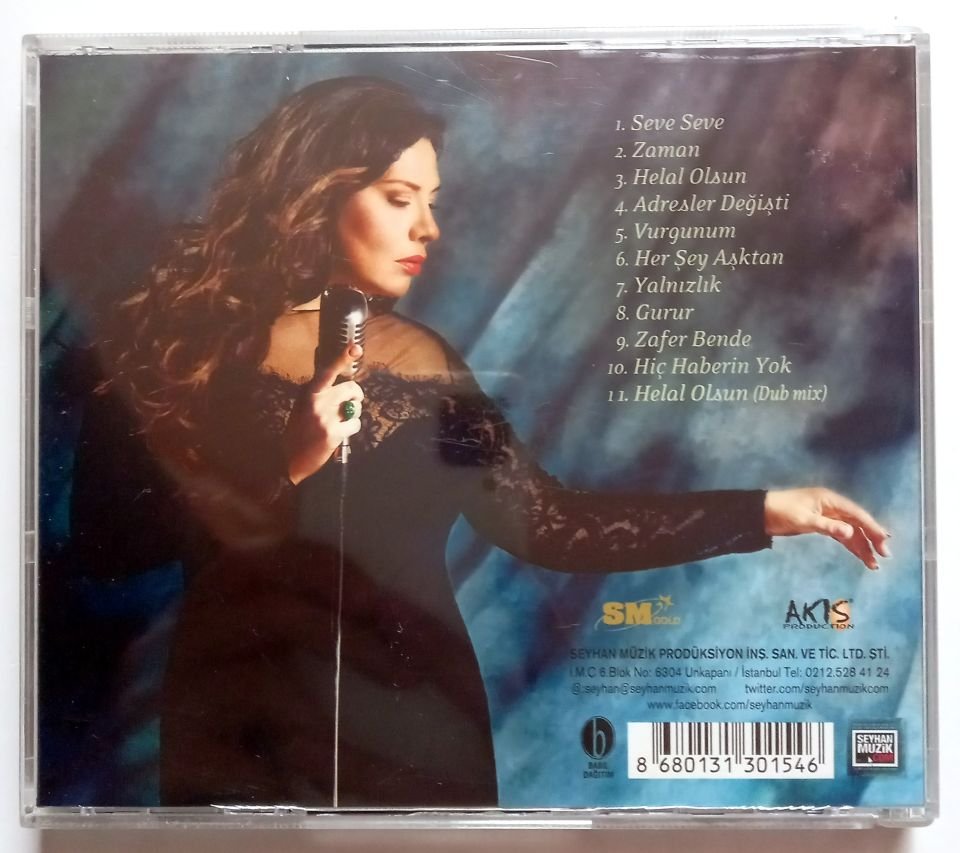 1. Seve Seve
2. Zaman
3. Helal Olsun
4. Adresler Değişti
5. Vurgunum
6. Her Şey Aşktan
7. Yalnızlık
8. Gurur
9. Zafer Bende
10. Hiç Haberin Yok
11. Helal Olsun (Dub mix)
SM GOLD
AKIS
PRODUCTION
SEYHAN MÜZİK PRODÜKSİYON İNŞ. SAN. VE TİC. LTD. ŞTİ.
İ.M.Ç 6.Blok No: 6304 Unkapanı / İstanbul Tel: 0212.528 41 24
@:seyhan@seyhanmuzik.com twitter.com/seyhanmuzikcom
www.facebook.com/seyhanmuzik
b
DAĞITIM
8 680131 301546
SEYHAN
MÜZİK
.COM